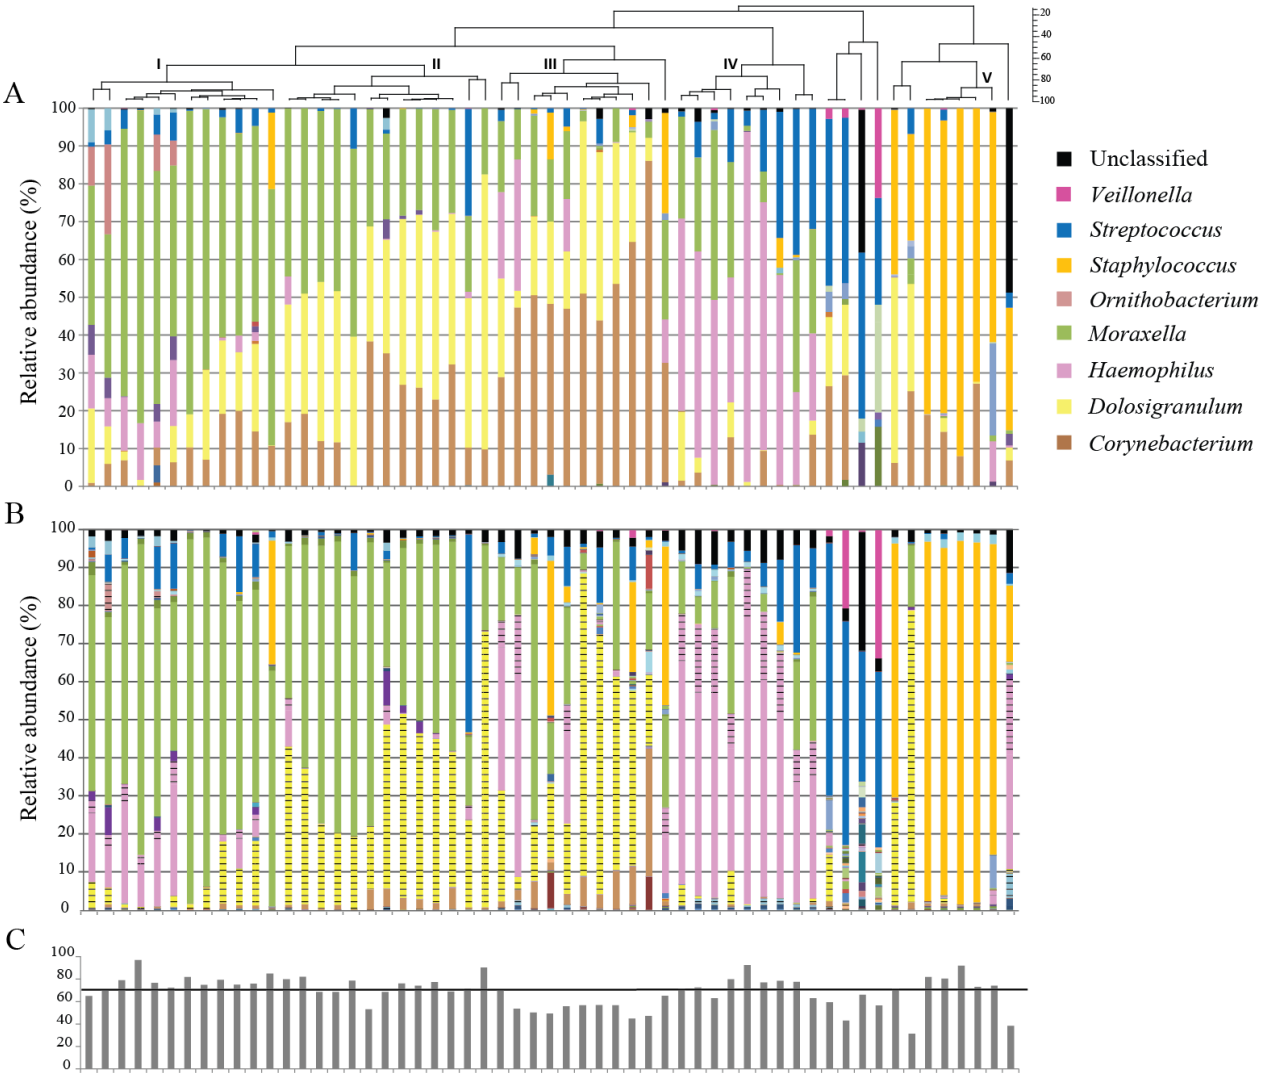 20
40
60
80
100
I
II
III
IV
V
A
100
90
80
70
60
50
40
30
20
10
0
Relative abundance (%)
Unclassified
Veillonella
Streptococcus
Staphylococcus
Ornithobacterium
Moraxella
Haemophilus
Dolosigranulum
Corynebacterium
B
100
90
80
70
60
50
40
30
20
10
0
Relative abundance (%)
C
100
80
60
40
20
0